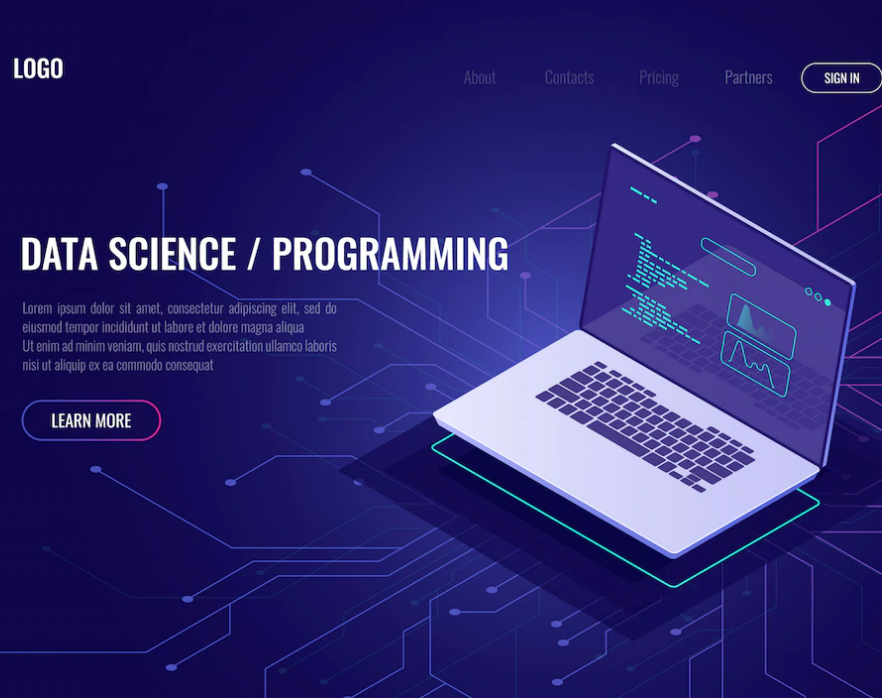 LOGO
About Contacts Pricing Partners SIGN IN
DATA SCIENCE / PROGRAMMING
Lorem ipsum dolor sit amet, consectetur adipiscing elit, sed do
eiusmod tempor incididunt ut labore et dolore magna aliqua
Ut enim ad minim veniam, quis nostrud exercitation ullamco laboris
nisi ut aliquip ex ea commodo consequat
LEARN MORE